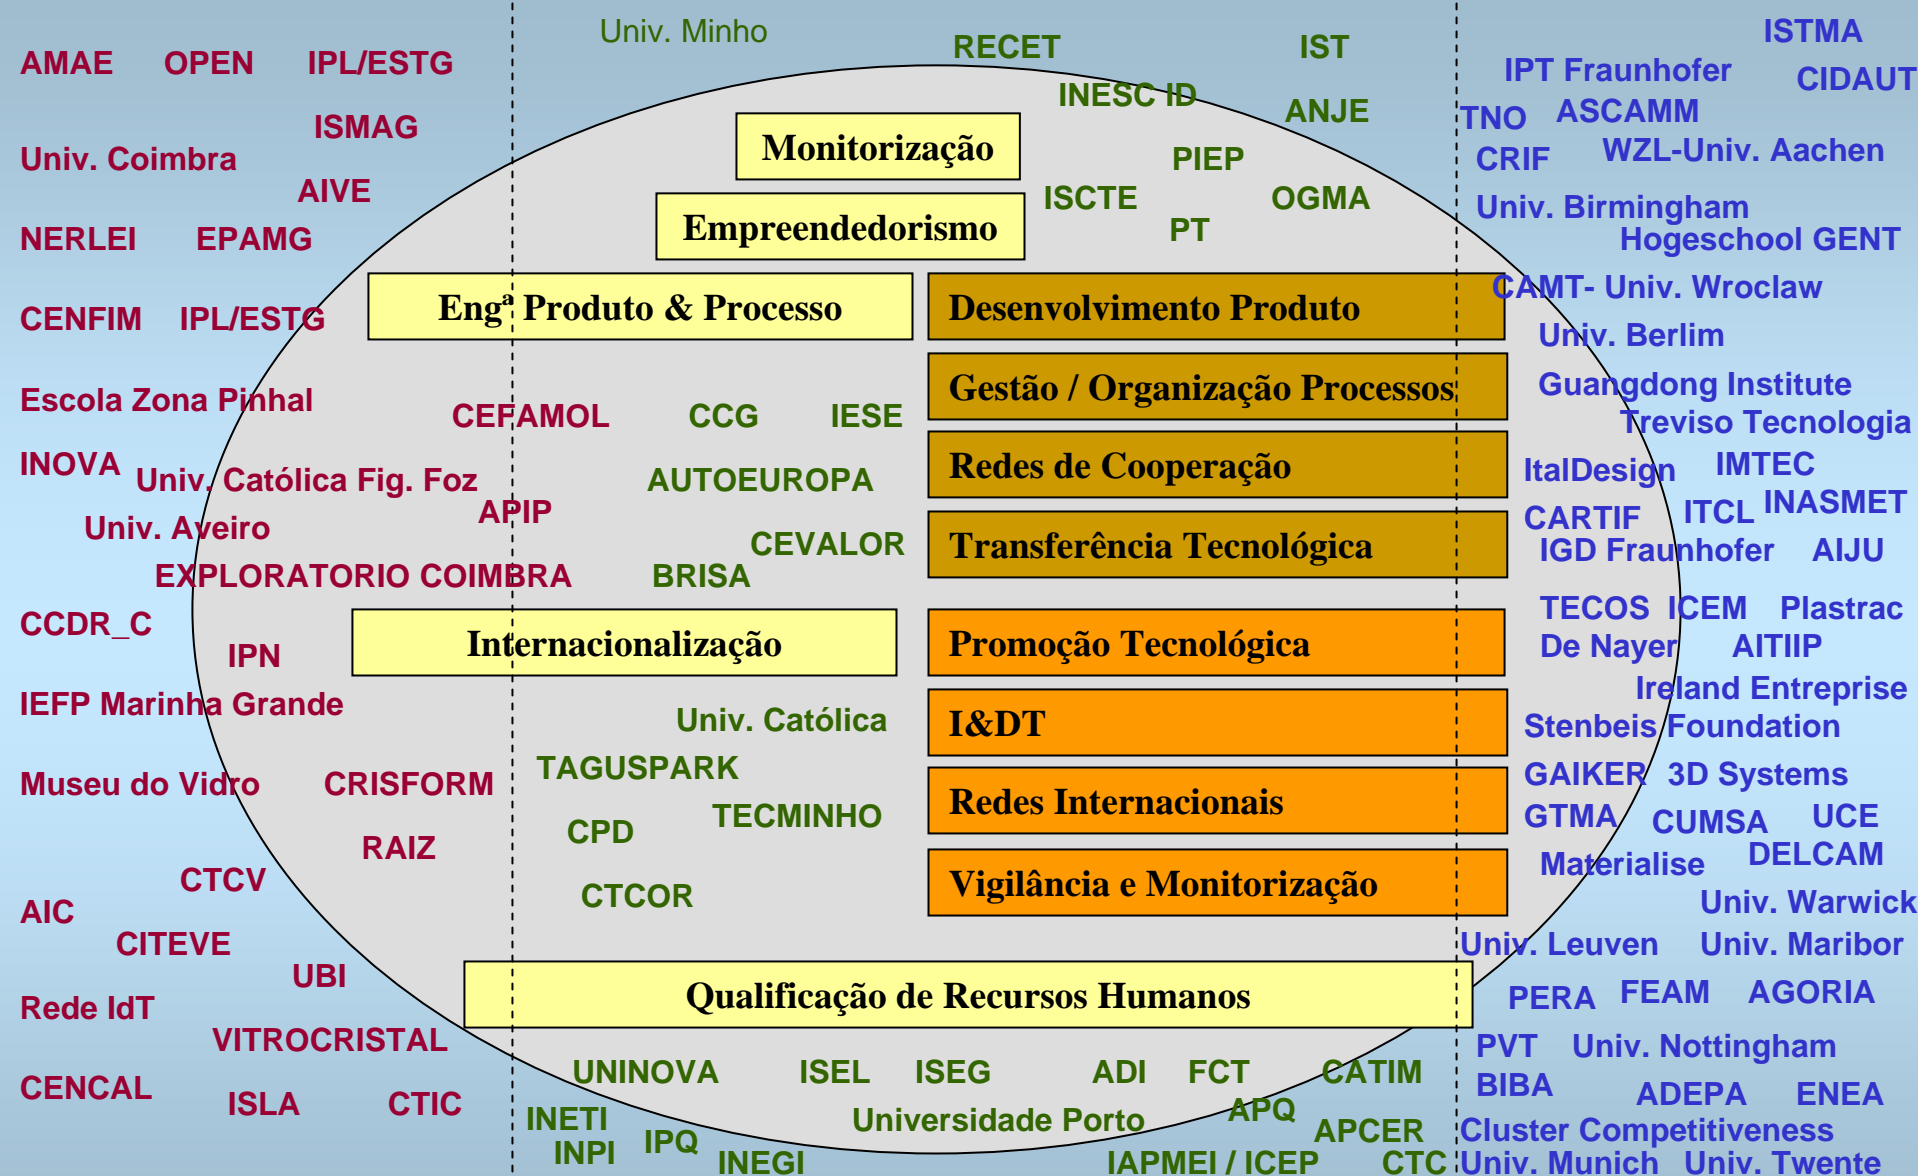 AMAE OPEN IPL/ESTG
ISMAG
Univ. Coimbra
AIVE
NERLEI EPAMG
CENFIM IPL/ESTG
Escola Zona Pinhal
CEFAMOL
INOVA
Univ. Católica Fig. Foz
APIP
Univ. Aveiro
EXPLORATORIO COIMBRA
CCDR_C
IPN
IEFP Marinha Grande
Museu do Vidro CRISFORM
RAIZ
CTCV
AIC
CITEVE
UBI
Rede IdT
VITROCRISTAL
CENCAL
ISLA CTIC
Univ. Minho
RECET IST
INESC ID
ANJE
Monitorização
PIEP
ISCTE OGMA
Empreendedorismo
PT
Engª Produto & Processo
Desenvolvimento Produto
Gestão / Organização Processos
CCG IESE
Redes de Cooperação
AUTOEUROPA
Transferência Tecnológica
CEVALOR
BRISA
Internacionalização
Promoção Tecnológica
Univ. Católica
I&DT
TAGUSPARK
Redes Internacionais
TECMINHO
CPD
Vigilância e Monitorização
CTCOR
Qualificação de Recursos Humanos
UNINOVA ISEL ISEG ADI FCT CATIM
INETI
Universidade Porto
APQ
APCER
INPI
IPQ
INEGI
IAPMEI / ICEP
CTC
ISTMA
IPT Fraunhofer
CIDAUT
TNO ASCAMM
CRIF WZL-Univ. Aachen
Univ. Birmingham
Hogeschool GENT
CAMT- Univ. Wroclaw
Univ. Berlim
Guangdong Institute
Treviso Tecnologia
ItalDesign IMTEC
CARTIF ITCL INASMET
IGD Fraunhofer AIJU
TECOS ICEM Plastrac
De Nayer AITIIP
Ireland Entreprise
Stenbeis Foundation
GAIKER 3D Systems
GTMA CUMSA UCE
Materialise DELCAM
Univ. Warwick
Univ. Leuven Univ. Maribor
PERA FEAM AGORIA
PVT Univ. Nottingham
BIBA ADEPA ENEA
Cluster Competitiveness
Univ. Munich Univ. Twente